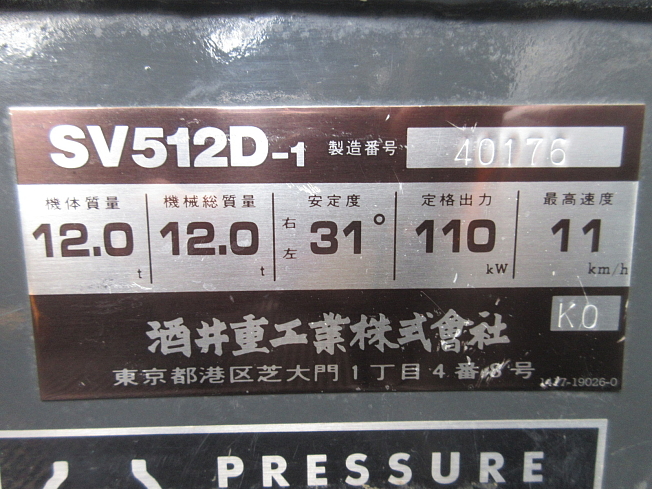 SV512D-1 製造番号 40176
機体質量 機械総質量 安定度 定格出力 最高速度
12.0 t 12.0 t 右 左 31° 110 kW 11 km/h
KO
酒井重工業株式會社
東京都港区芝大門1丁目4番8号
1427-19026-0
PRESSURE